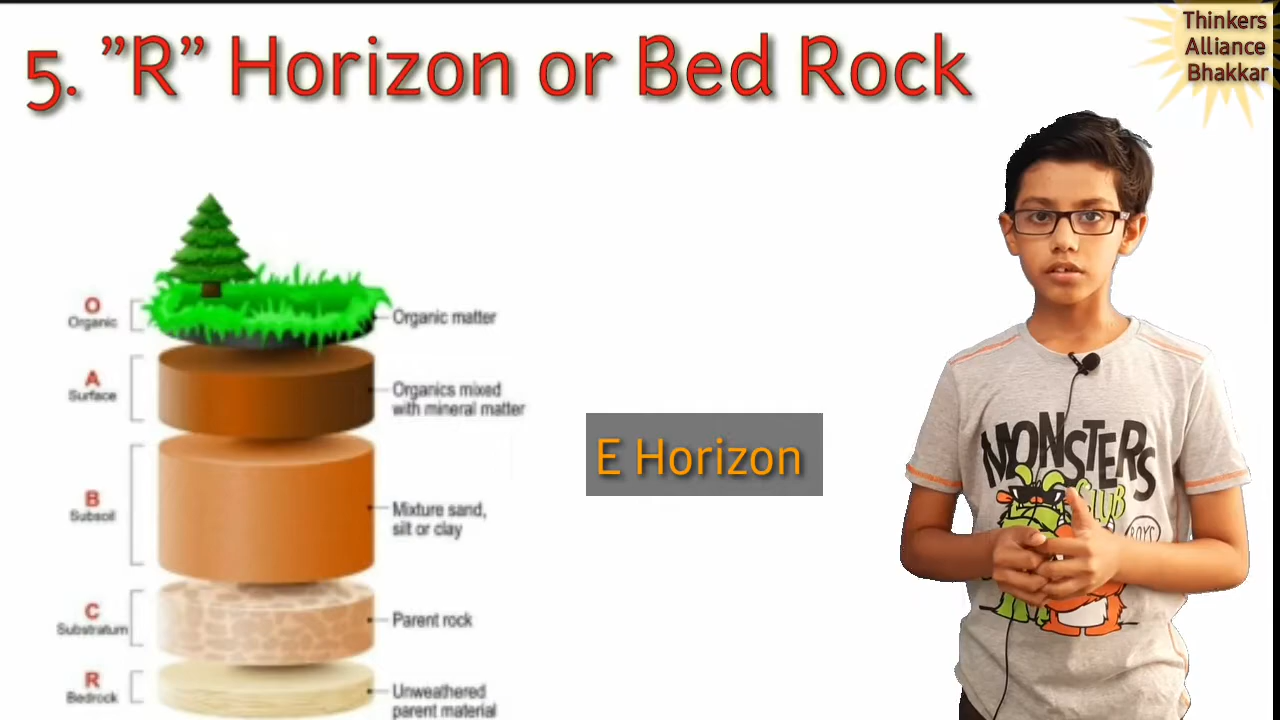 5. ”R” Horizon or Bed Rock
Thinkers
Alliance
Bhakkar
O
Organic
Organic matter
A
Surface
Organics mixed
with mineral matter
B
Subsoil
Mixture sand,
silt or clay
C
Substratum
Parent rock
R
Bedrock
Unweathered
parent material
E Horizon
MONSTERS
CLUB